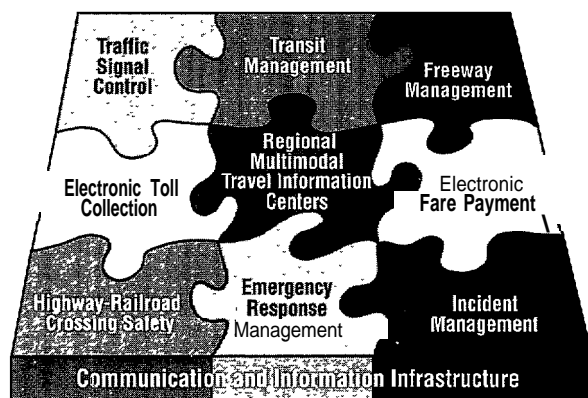 Traffic
Signal
Control
Transit
Management
Freeway
Management
Electronic Toll
Collection
Regional
Multimodal
Travel Information
Centers
Electronic
Fare Payment
Highway-Railroad
Crossing Safety
Emergency
Response
Management
Incident
Management
Communication and Information Infrastructure